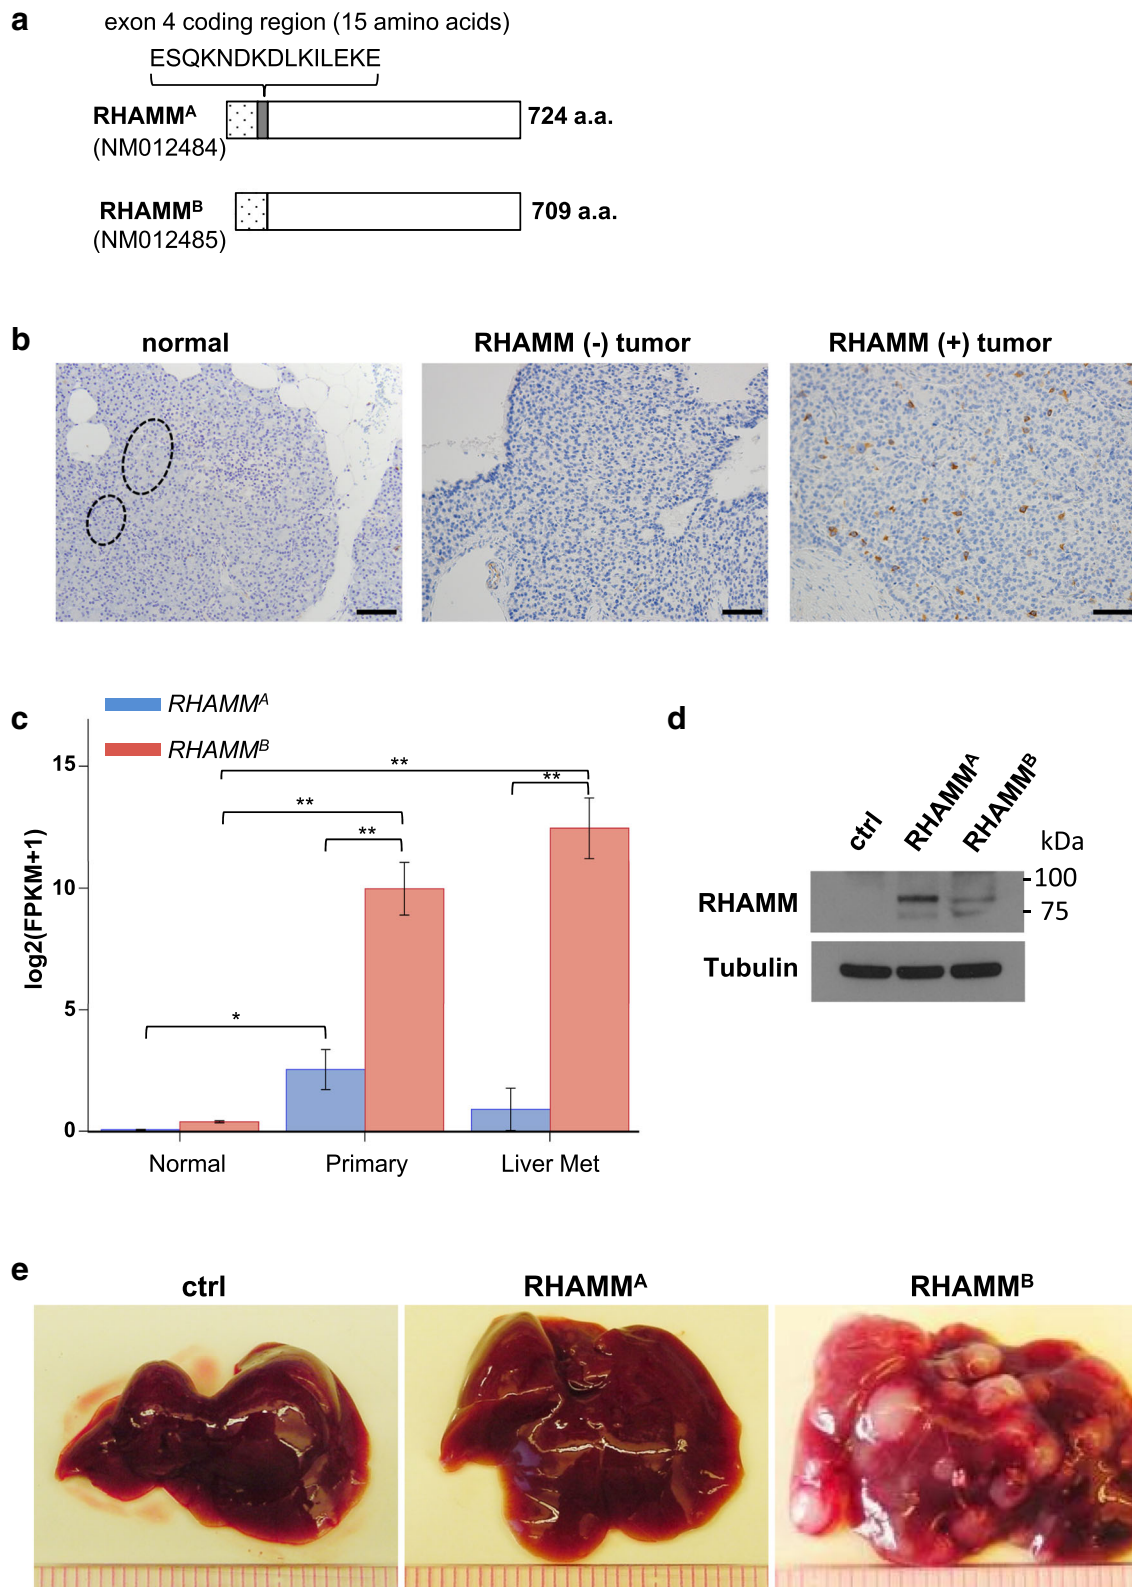 a
exon 4 coding region (15 amino acids)
ESQKNDKDLKILEKE
RHAMMA 724 a.a.
(NM012484)
RHAMMB 709 a.a.
(NM012485)
b
normal RHAMM (-) tumor RHAMM (+) tumor
c
RHAMMA
RHAMMB
log2(FPKM+1)
15
10
5
0
**
**
**
**
*
Normal Primary Liver Met
d
ctrl RHAMMA RHAMMB kDa
RHAMM
100
75
Tubulin
e
ctrl RHAMMA RHAMMB